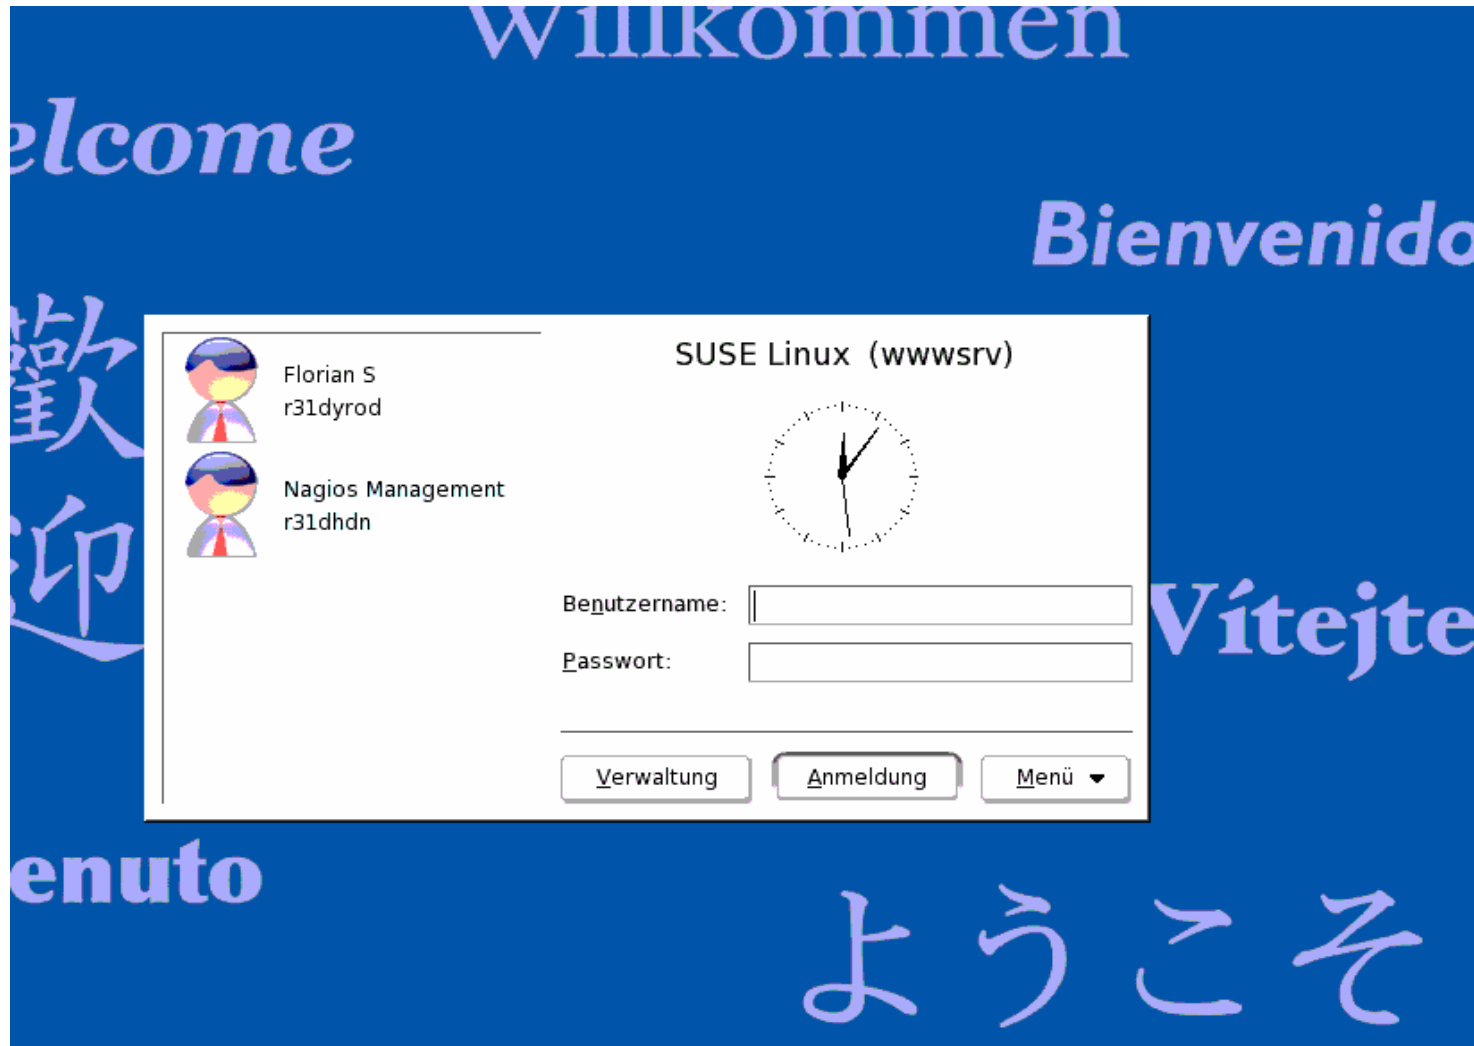 Willkommen
elcome
Bienvenido
歡
迎
SUSE Linux (wwwsrv)
Florian S
r31dyrod
Nagios Management
r31dhdn
Benutzername:
Passwort:
Verwaltung
Anmeldung
Menü
Vítejte
enuto
ようこそ